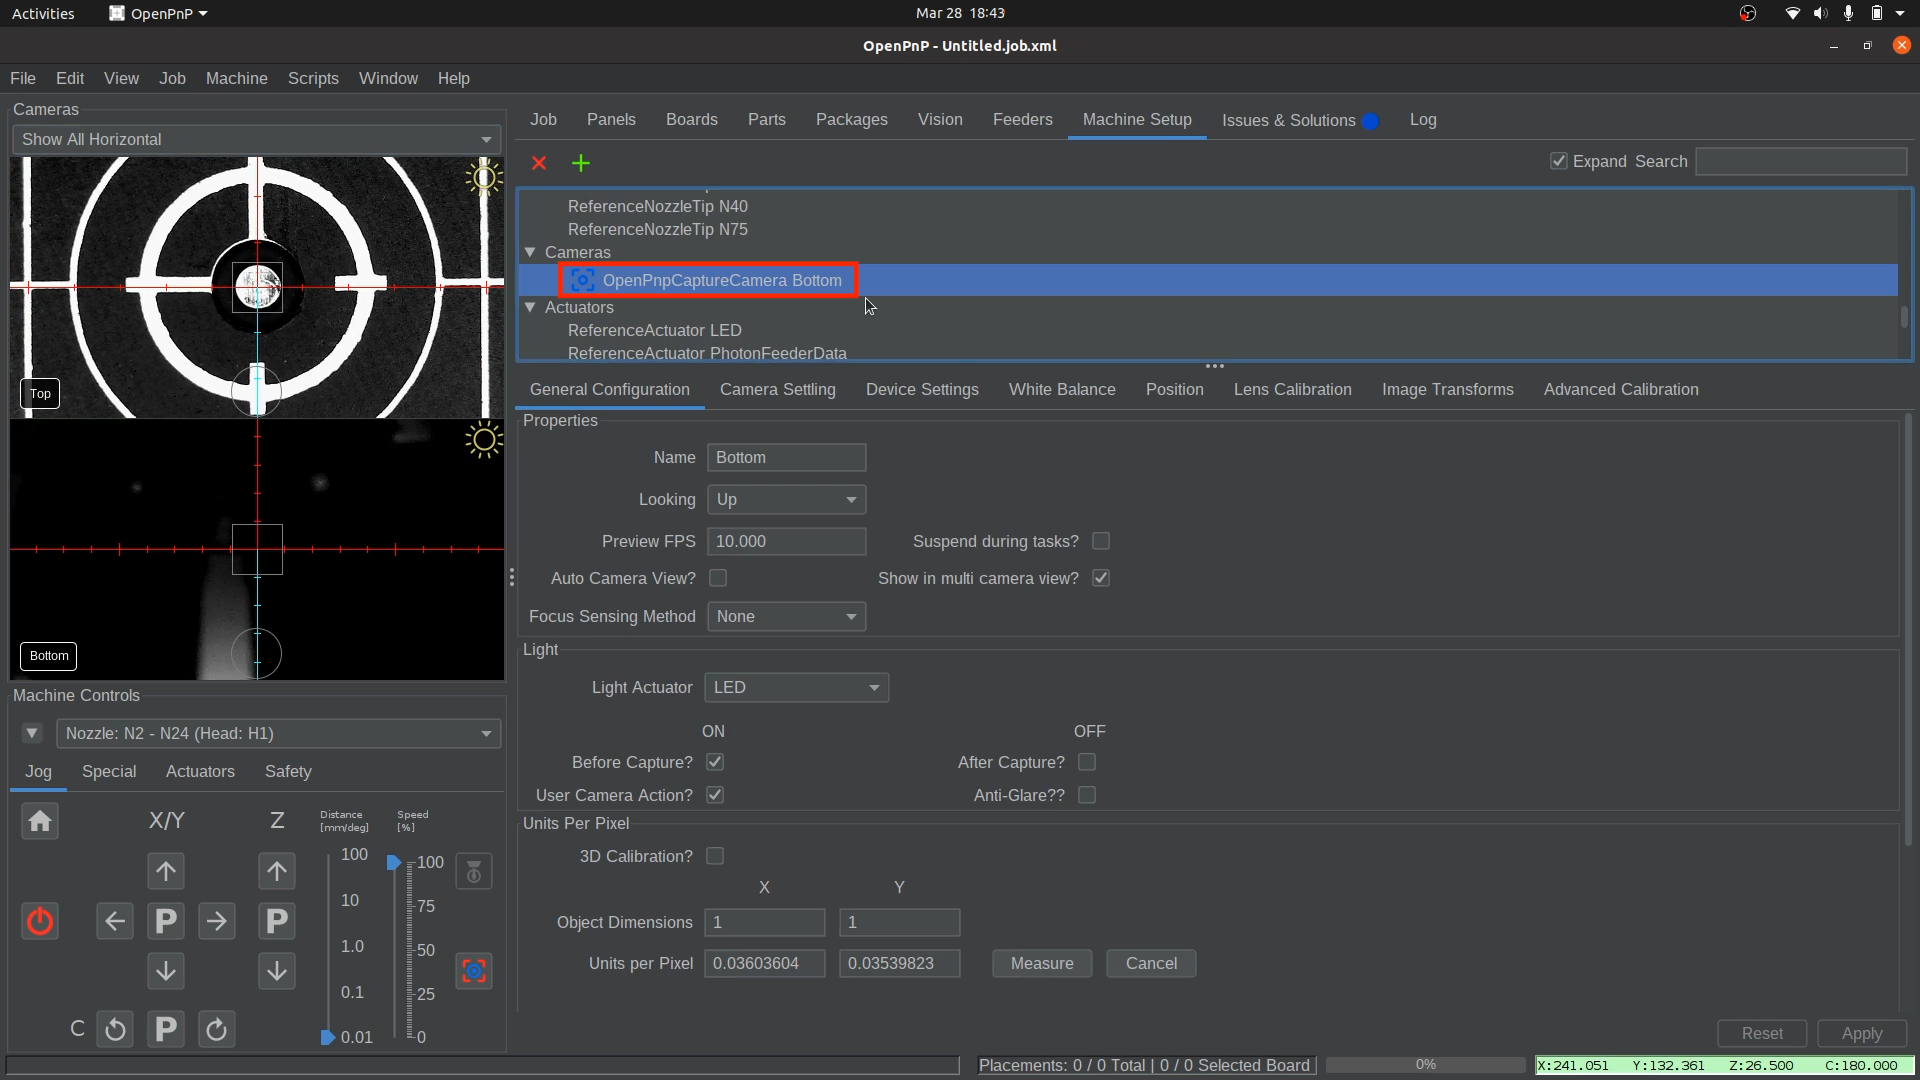 Activities
OpenPnP
Mar 28 18:43
OpenPnP - Untitled.job.xml
File Edit View Job Machine Scripts Window Help
Cameras
Show All Horizontal
Top
Bottom
Machine Controls
Nozzle: N2 - N24 (Head: H1)
Jog Special Actuators Safety
X/Y
Z
Distance
[mm/deg]
Speed
[%]
100
10
1.0
0.1
0.01
100
75
50
25
0
P
P
C
P
Job Panels Boards Parts Packages Vision Feeders Machine Setup Issues & Solutions Log
Expand Search
ReferenceNozzleTip N40
ReferenceNozzleTip N75
Cameras
OpenPnpCaptureCamera Bottom
Actuators
ReferenceActuator LED
ReferenceActuator PhotonFeederData
General Configuration Camera Settling Device Settings White Balance Position Lens Calibration Image Transforms Advanced Calibration
Properties
Name Bottom
Looking Up
Preview FPS 10.000 Suspend during tasks?
Auto Camera View? Show in multi camera view?
Focus Sensing Method None
Light
Light Actuator LED
ON OFF
Before Capture? After Capture?
User Camera Action? Anti-Glare??
Units Per Pixel
3D Calibration?
X Y
Object Dimensions 1 1
Units per Pixel 0.03603604 0.03539823 Measure Cancel
Reset Apply
Placements: 0 / 0 Total | 0 / 0 Selected Board 0% X:241.051 Y:132.361 Z:26.500 C:180.000